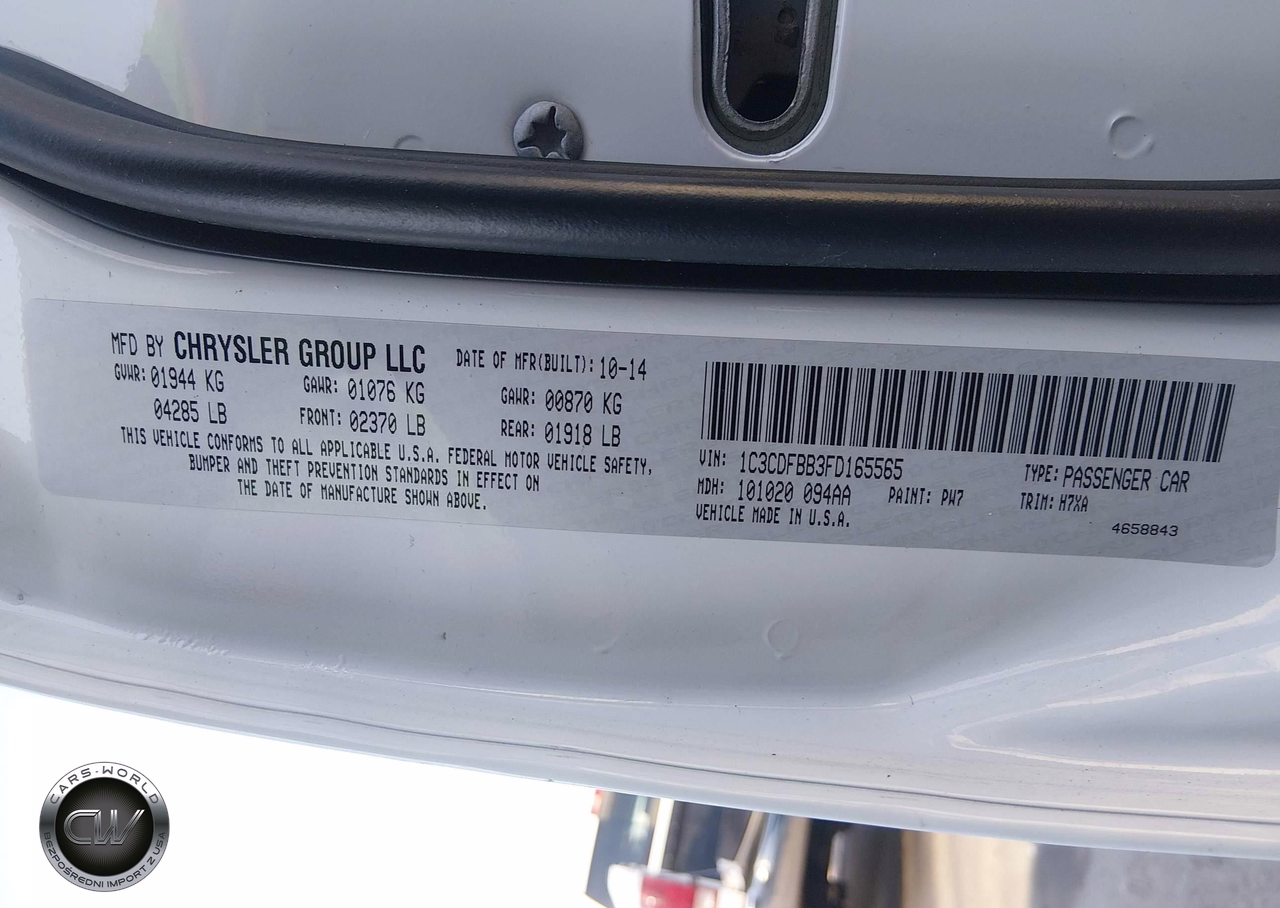 MFD BY CHRYSLER GROUP LLC
DATE OF MFR(BUILT): 10-14
GVWR: 01944 KG
04285 LB
GAWR: 01076 KG
FRONT: 02370 LB
GAWR: 00870 KG
REAR: 01918 LB
THIS VEHICLE CONFORMS TO ALL APPLICABLE U.S.A. FEDERAL MOTOR VEHICLE SAFETY,
BUMPER AND THEFT PREVENTION STANDARDS IN EFFECT ON
THE DATE OF MANUFACTURE SHOWN ABOVE.
VIN: 1C3CDFBB3FD165565
TYPE: PASSENGER CAR
MDH: 101020 094AA
PAINT: PW7
TRIM: H7XA
VEHICLE MADE IN U.S.A.
4658843
CARS-WORLD
CW
BEZPOŚREDNI IMPORT Z USA